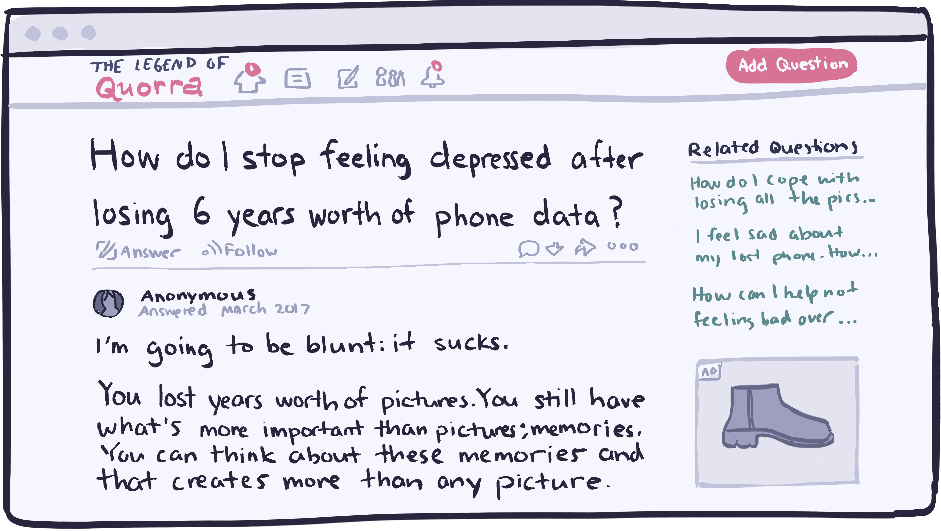 THE LEGEND OF
Quorra
Add Question
How do I stop feeling depressed after
losing 6 years worth of phone data?
Answer Follow
Anonymous
Answered March 2017
I'm going to be blunt: it sucks.
You lost years worth of pictures. You still have
what's more important than pictures; memories.
You can think about these memories and
that creates more than any picture.
Related Questions
How do I cope with
losing all the pics...
I feel sad about
my lost phone. How...
How can I help not
feeling bad over ...
AD